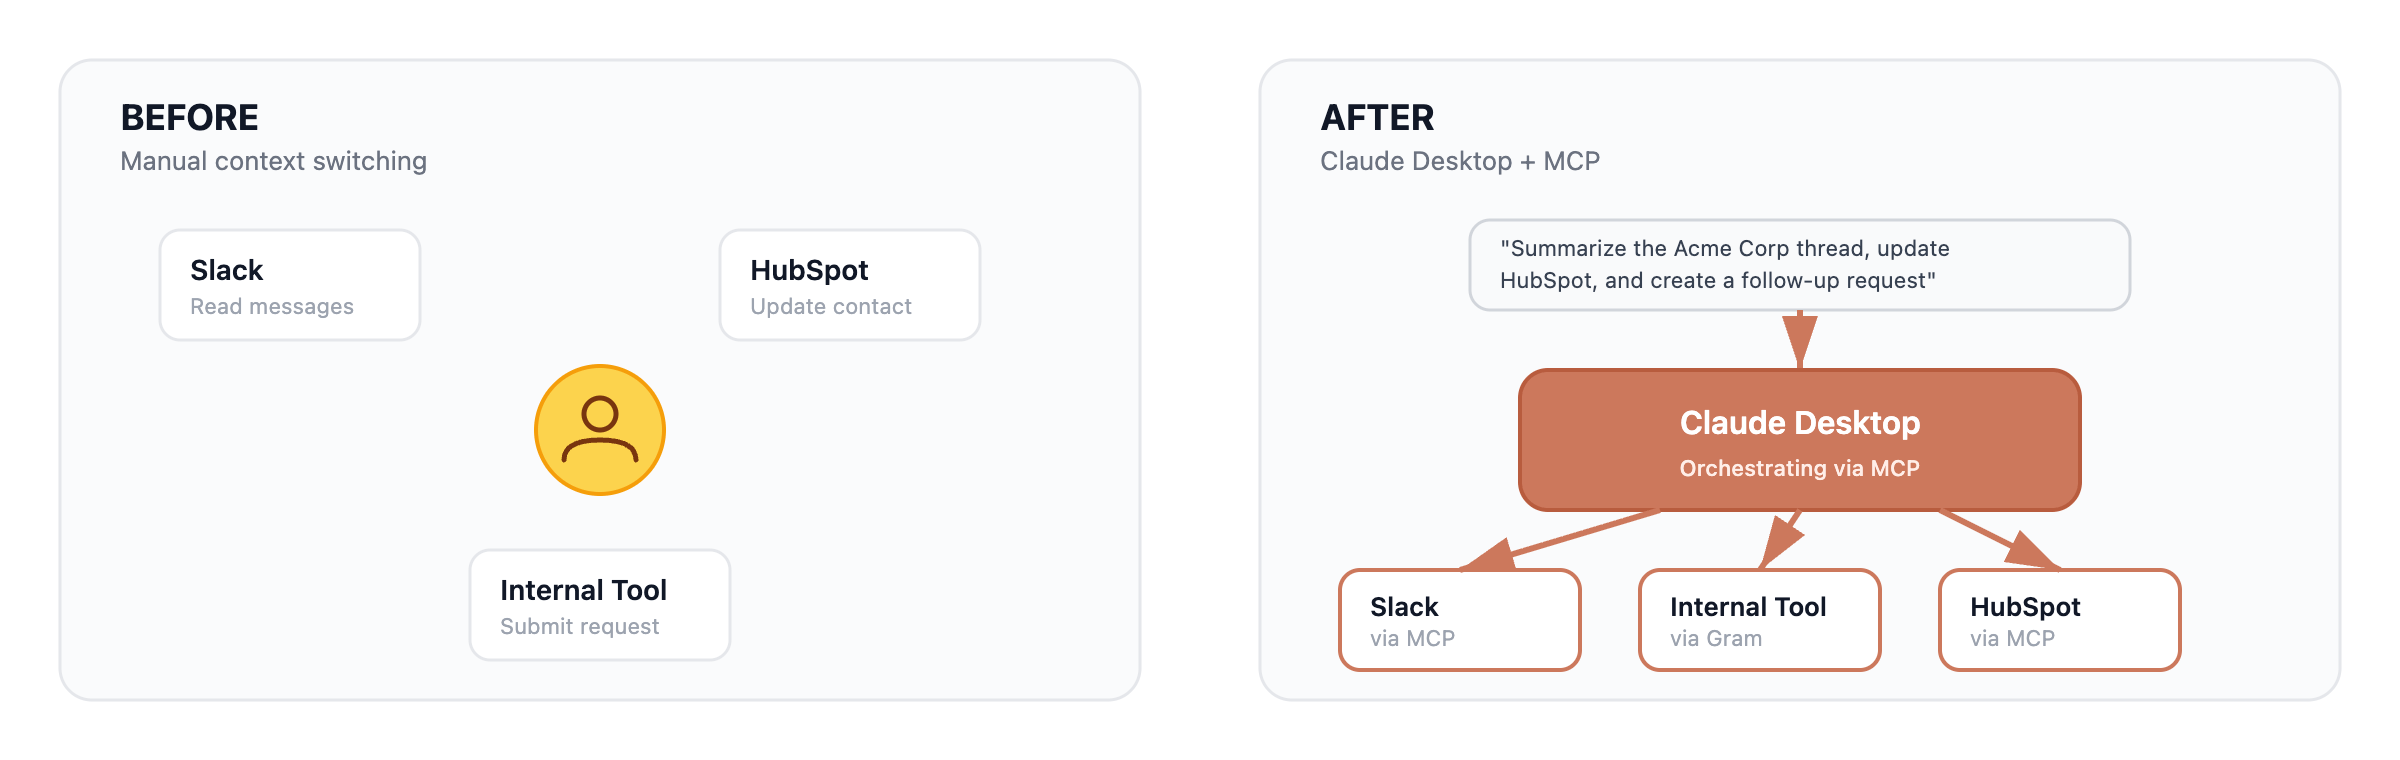 BEFORE
Manual context switching
Slack
Read messages
HubSpot
Update contact
Internal Tool
Submit request
AFTER
Claude Desktop + MCP
"Summarize the Acme Corp thread, update
HubSpot, and create a follow-up request"
Claude Desktop
Orchestrating via MCP
Slack
via MCP
Internal Tool
via Gram
HubSpot
via MCP